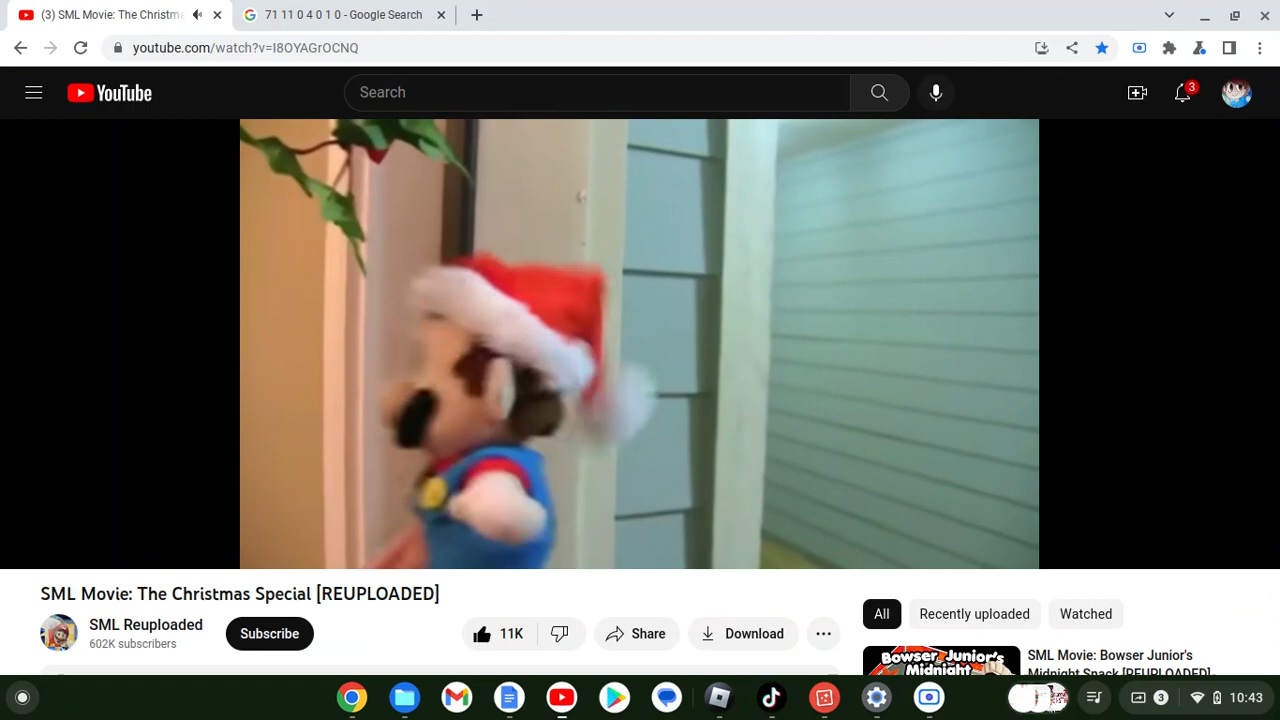 (3) SML Movie: The Christm
71 11 0 4 0 1 0 - Google Search
youtube.com/watch?v=I8OYAGrOCNQ
YouTube
Search
3
SML Movie: The Christmas Special [REUPLOADED]
SML Reuploaded
602K subscribers
Subscribe
11K
Share
Download
All
Recently uploaded
Watched
Bowser Junior's
Midnight
SML Movie: Bowser Junior's
Midnight Snack [REUPLOADED]
3
10:43